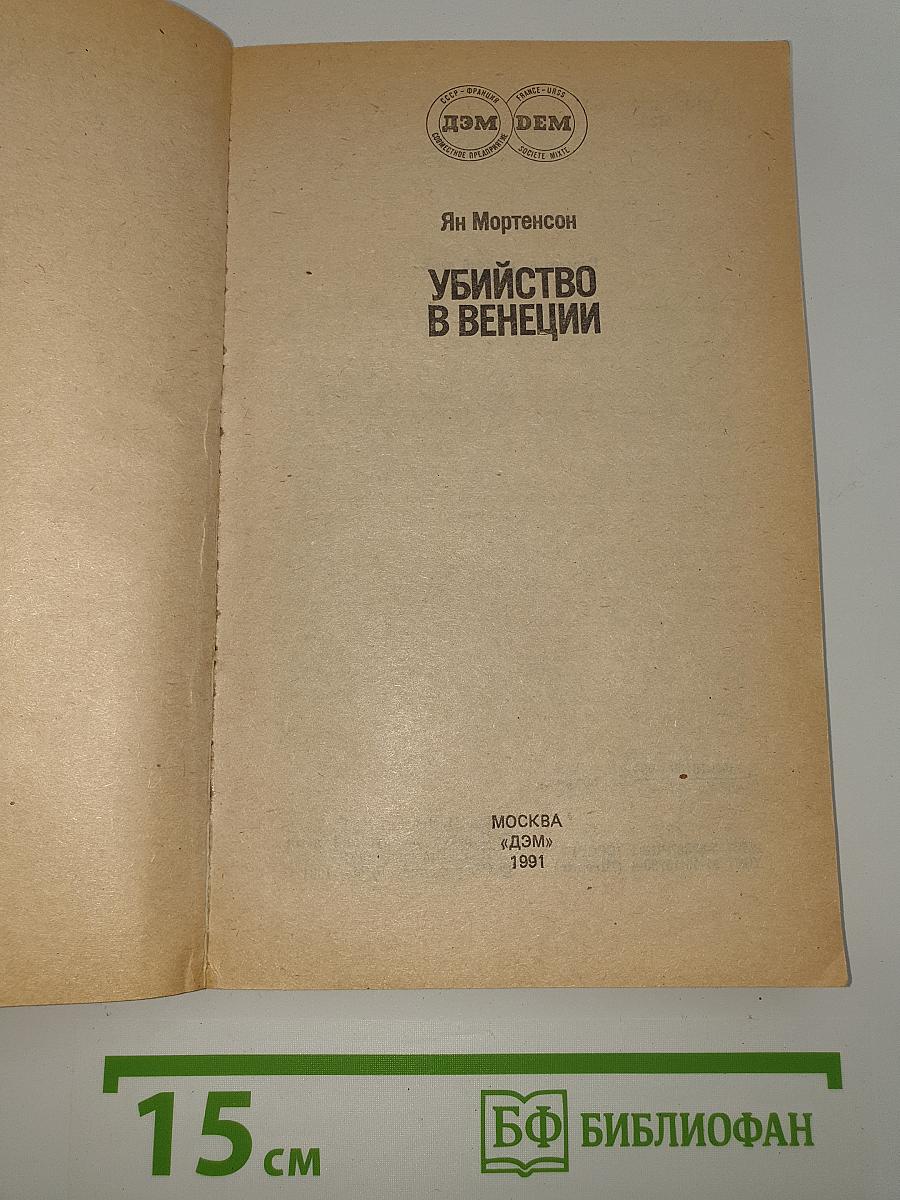 СССР – ФРАНЦИЯ
ДЭМ
СОВМЕСТНОЕ ПРЕДПРИЯТИЕ
FRANCE – URSS
DEM
SOCIETE MIXTE
Ян Мортенсон
УБИЙСТВО
В ВЕНЕЦИИ
МОСКВА
«ДЭМ»
1991
15 см
БФ БИБЛИОФАН